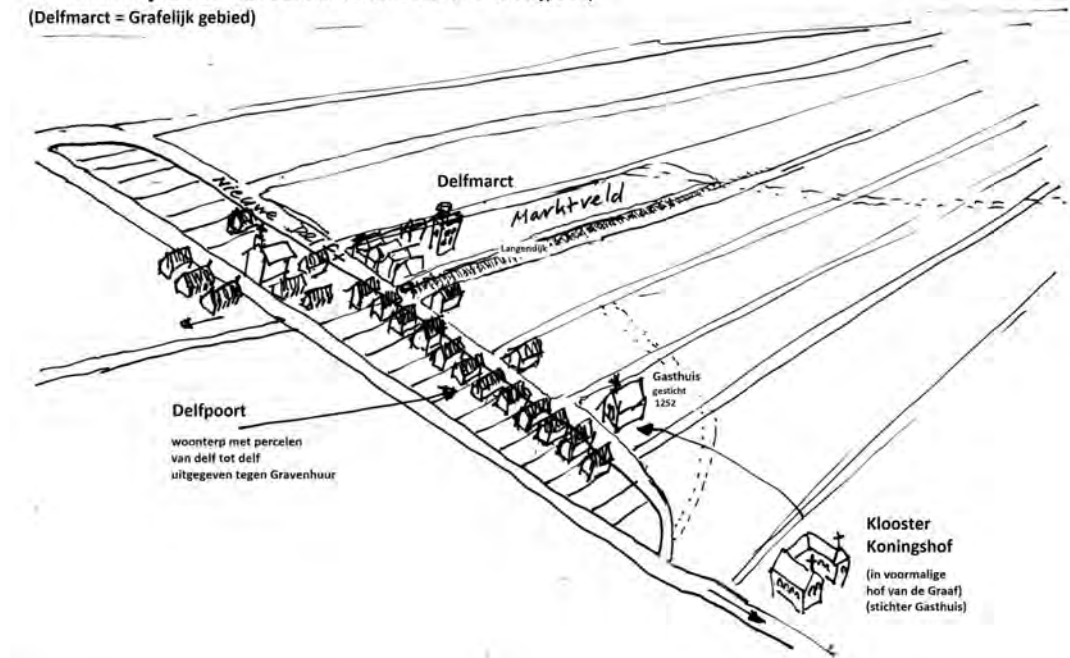 (Delfmarct = Grafelijk gebied)
Nieuwe Delf
Delfmarct
Marktveld
Langendijk
Gasthuis
gesticht
1252
Delfpoort
woonterp met percelen
van delf tot delf
uitgegeven tegen Gravenhuur
Klooster
Koningshof
(in voormalige
hof van de Graaf)
(stichter Gasthuis)